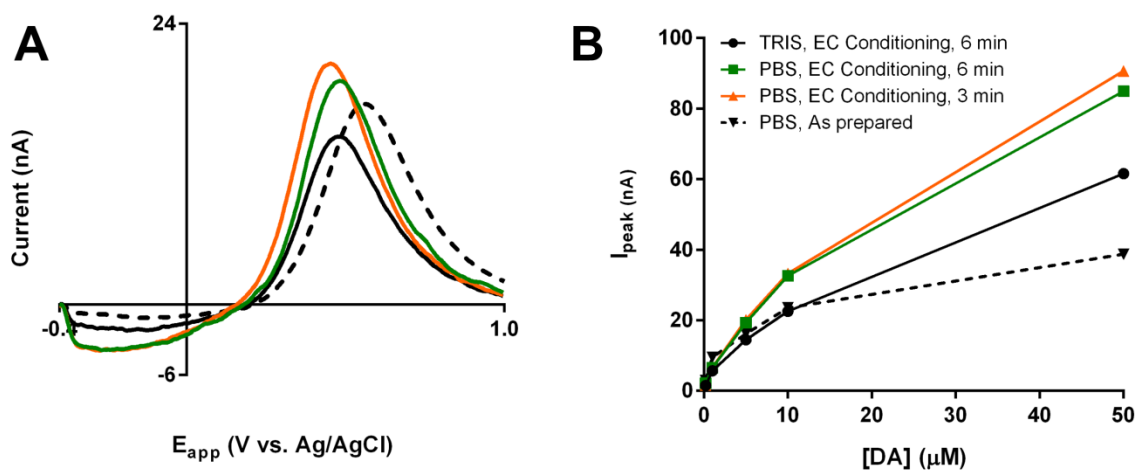 A
24
Current (nA)
-0.4
1.0
-6
E_app (V vs. Ag/AgCl)
B
TRIS, EC Conditioning, 6 min
PBS, EC Conditioning, 6 min
PBS, EC Conditioning, 3 min
PBS, As prepared
100
80
60
40
20
0
I_peak (nA)
0
10
20
30
40
50
[DA] (μM)